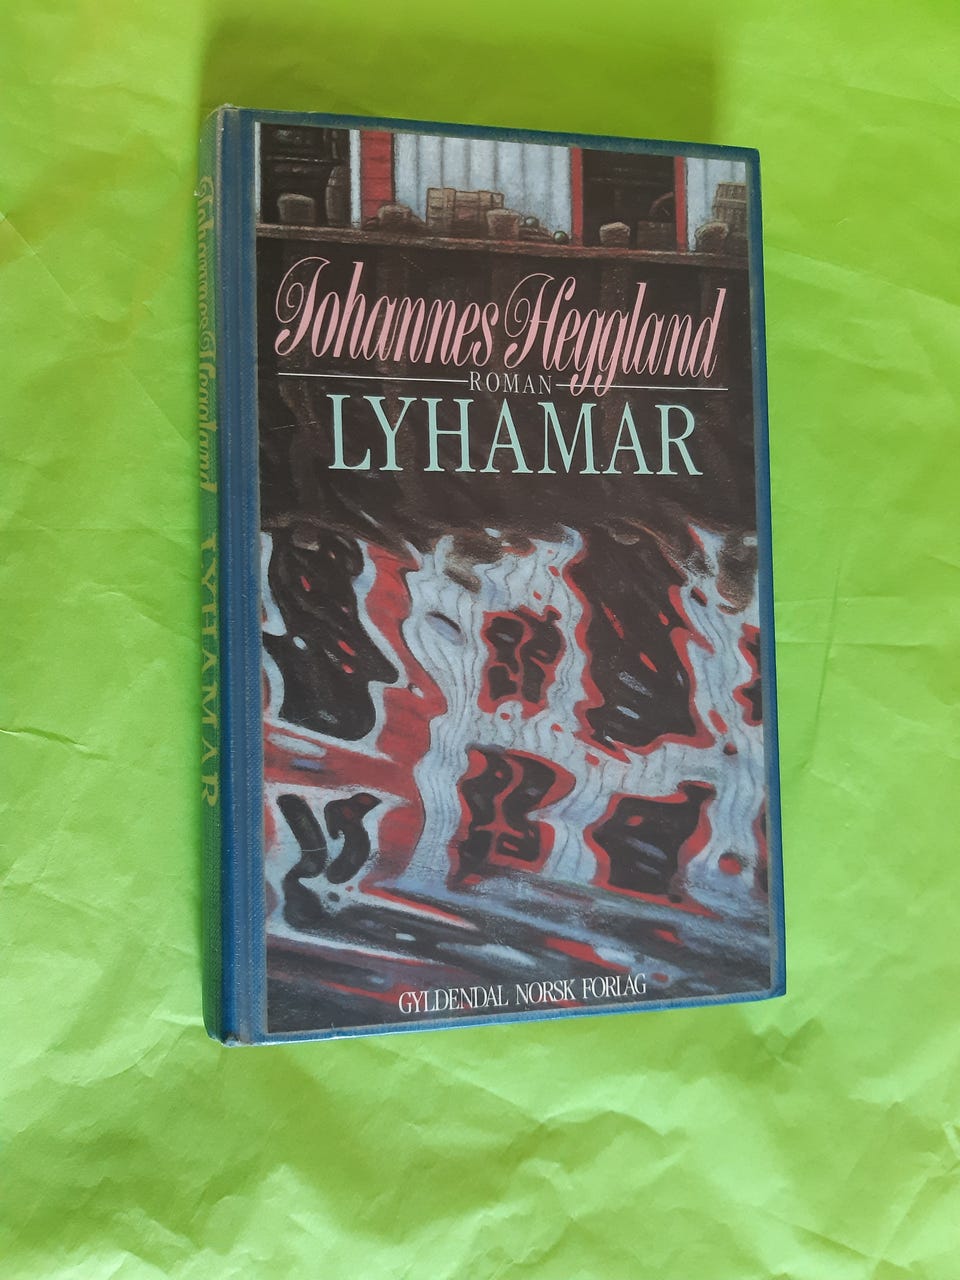 Johannes Heggland
ROMAN
LYHAMAR
GYLDENDAL NORSK FORLAG
Johannes Heggland LYHAMAR